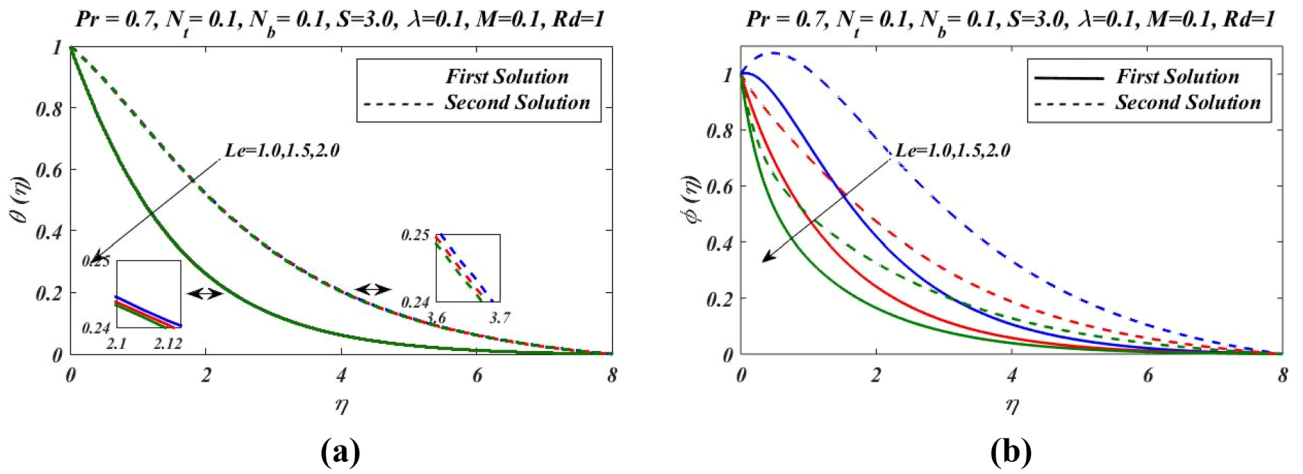 Pr = 0.7, N_t = 0.1, N_b = 0.1, S=3.0, λ=0.1, M=0.1, Rd=1
1
0.8
0.6
0.4
0.2
0
θ (η)
First Solution
Second Solution
Le=1.0,1.5,2.0
0.25
0.24
2.1
2.12
0.25
0.24
3.6
3.7
0
2
4
6
8
η
(a)
Pr = 0.7, N_t = 0.1, N_b = 0.1, S=3.0, λ=0.1, M=0.1, Rd=1
1
0.8
0.6
0.4
0.2
0
ϕ (η)
First Solution
Second Solution
Le=1.0,1.5,2.0
0
2
4
6
8
η
(b)